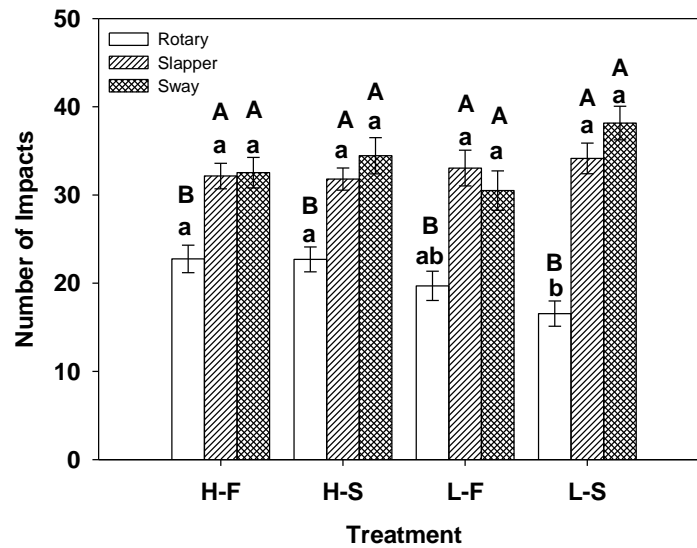 50
40
30
20
10
0
Number of Impacts
Rotary
Slapper
Sway
B
a
A
a
A
a
B
a
A
a
A
a
B
ab
A
a
A
a
B
b
A
a
A
a
H-F H-S L-F L-S
Treatment